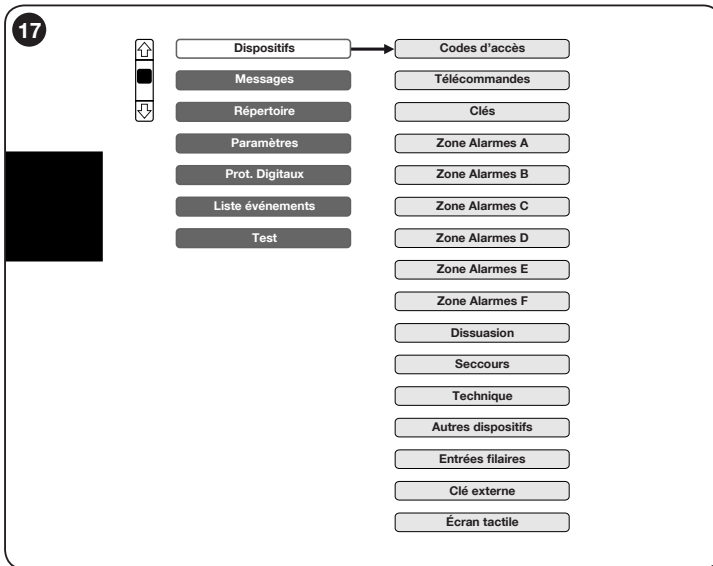 17
Dispositifs
Messages
Répertoire
Paramètres
Prot. Digitaux
Liste événements
Test
Codes d'accès
Télécommandes
Clés
Zone Alarmes A
Zone Alarmes B
Zone Alarmes C
Zone Alarmes D
Zone Alarmes E
Zone Alarmes F
Dissuasion
Seccours
Technique
Autres dispositifs
Entrées filaires
Clé externe
Écran tactile